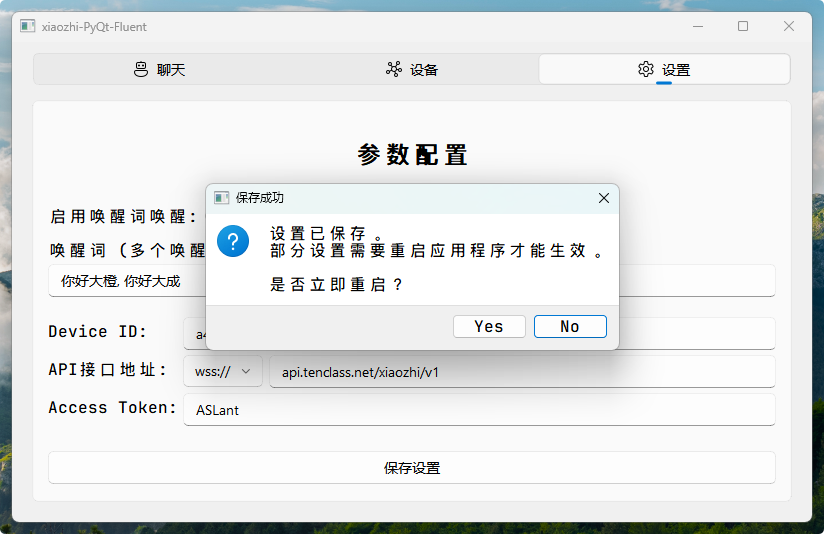 xiaozhi-PyQt-Fluent
聊天
设备
设置
参数配置
保存成功
设置已保存。
部分设置需要重启应用程序才能生效。
是否立即重启？
Yes
No
启用唤醒词唤醒：
唤醒词（多个唤醒
你好大橙, 你好大成
Device ID:
API接口地址：
wss://
api.tenclass.net/xiaozhi/v1
Access Token:
ASLant
保存设置